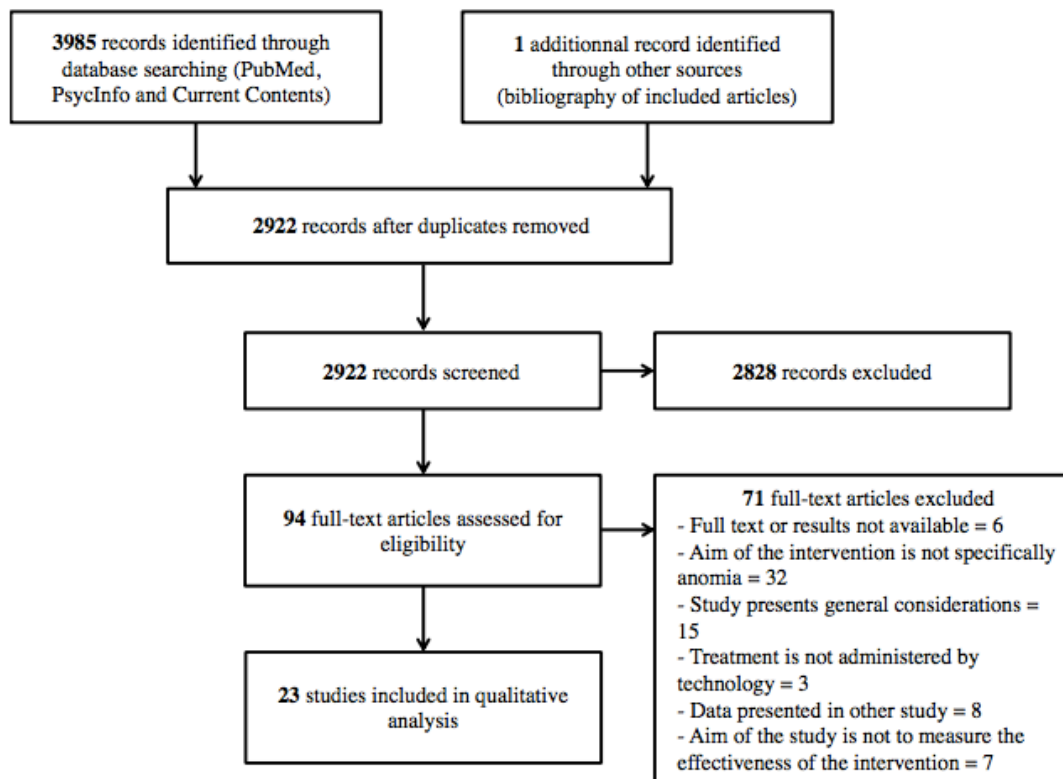 3985 records identified through
database searching (PubMed,
PsycInfo and Current Contents)
1 additionnal record identified
through other sources
(bibliography of included articles)
2922 records after duplicates removed
2922 records screened
2828 records excluded
94 full-text articles assessed for
eligibility
71 full-text articles excluded
- Full text or results not available = 6
- Aim of the intervention is not specifically
anomia = 32
- Study presents general considerations =
15
- Treatment is not administered by
technology = 3
- Data presented in other study = 8
- Aim of the study is not to measure the
effectiveness of the intervention = 7
23 studies included in qualitative
analysis